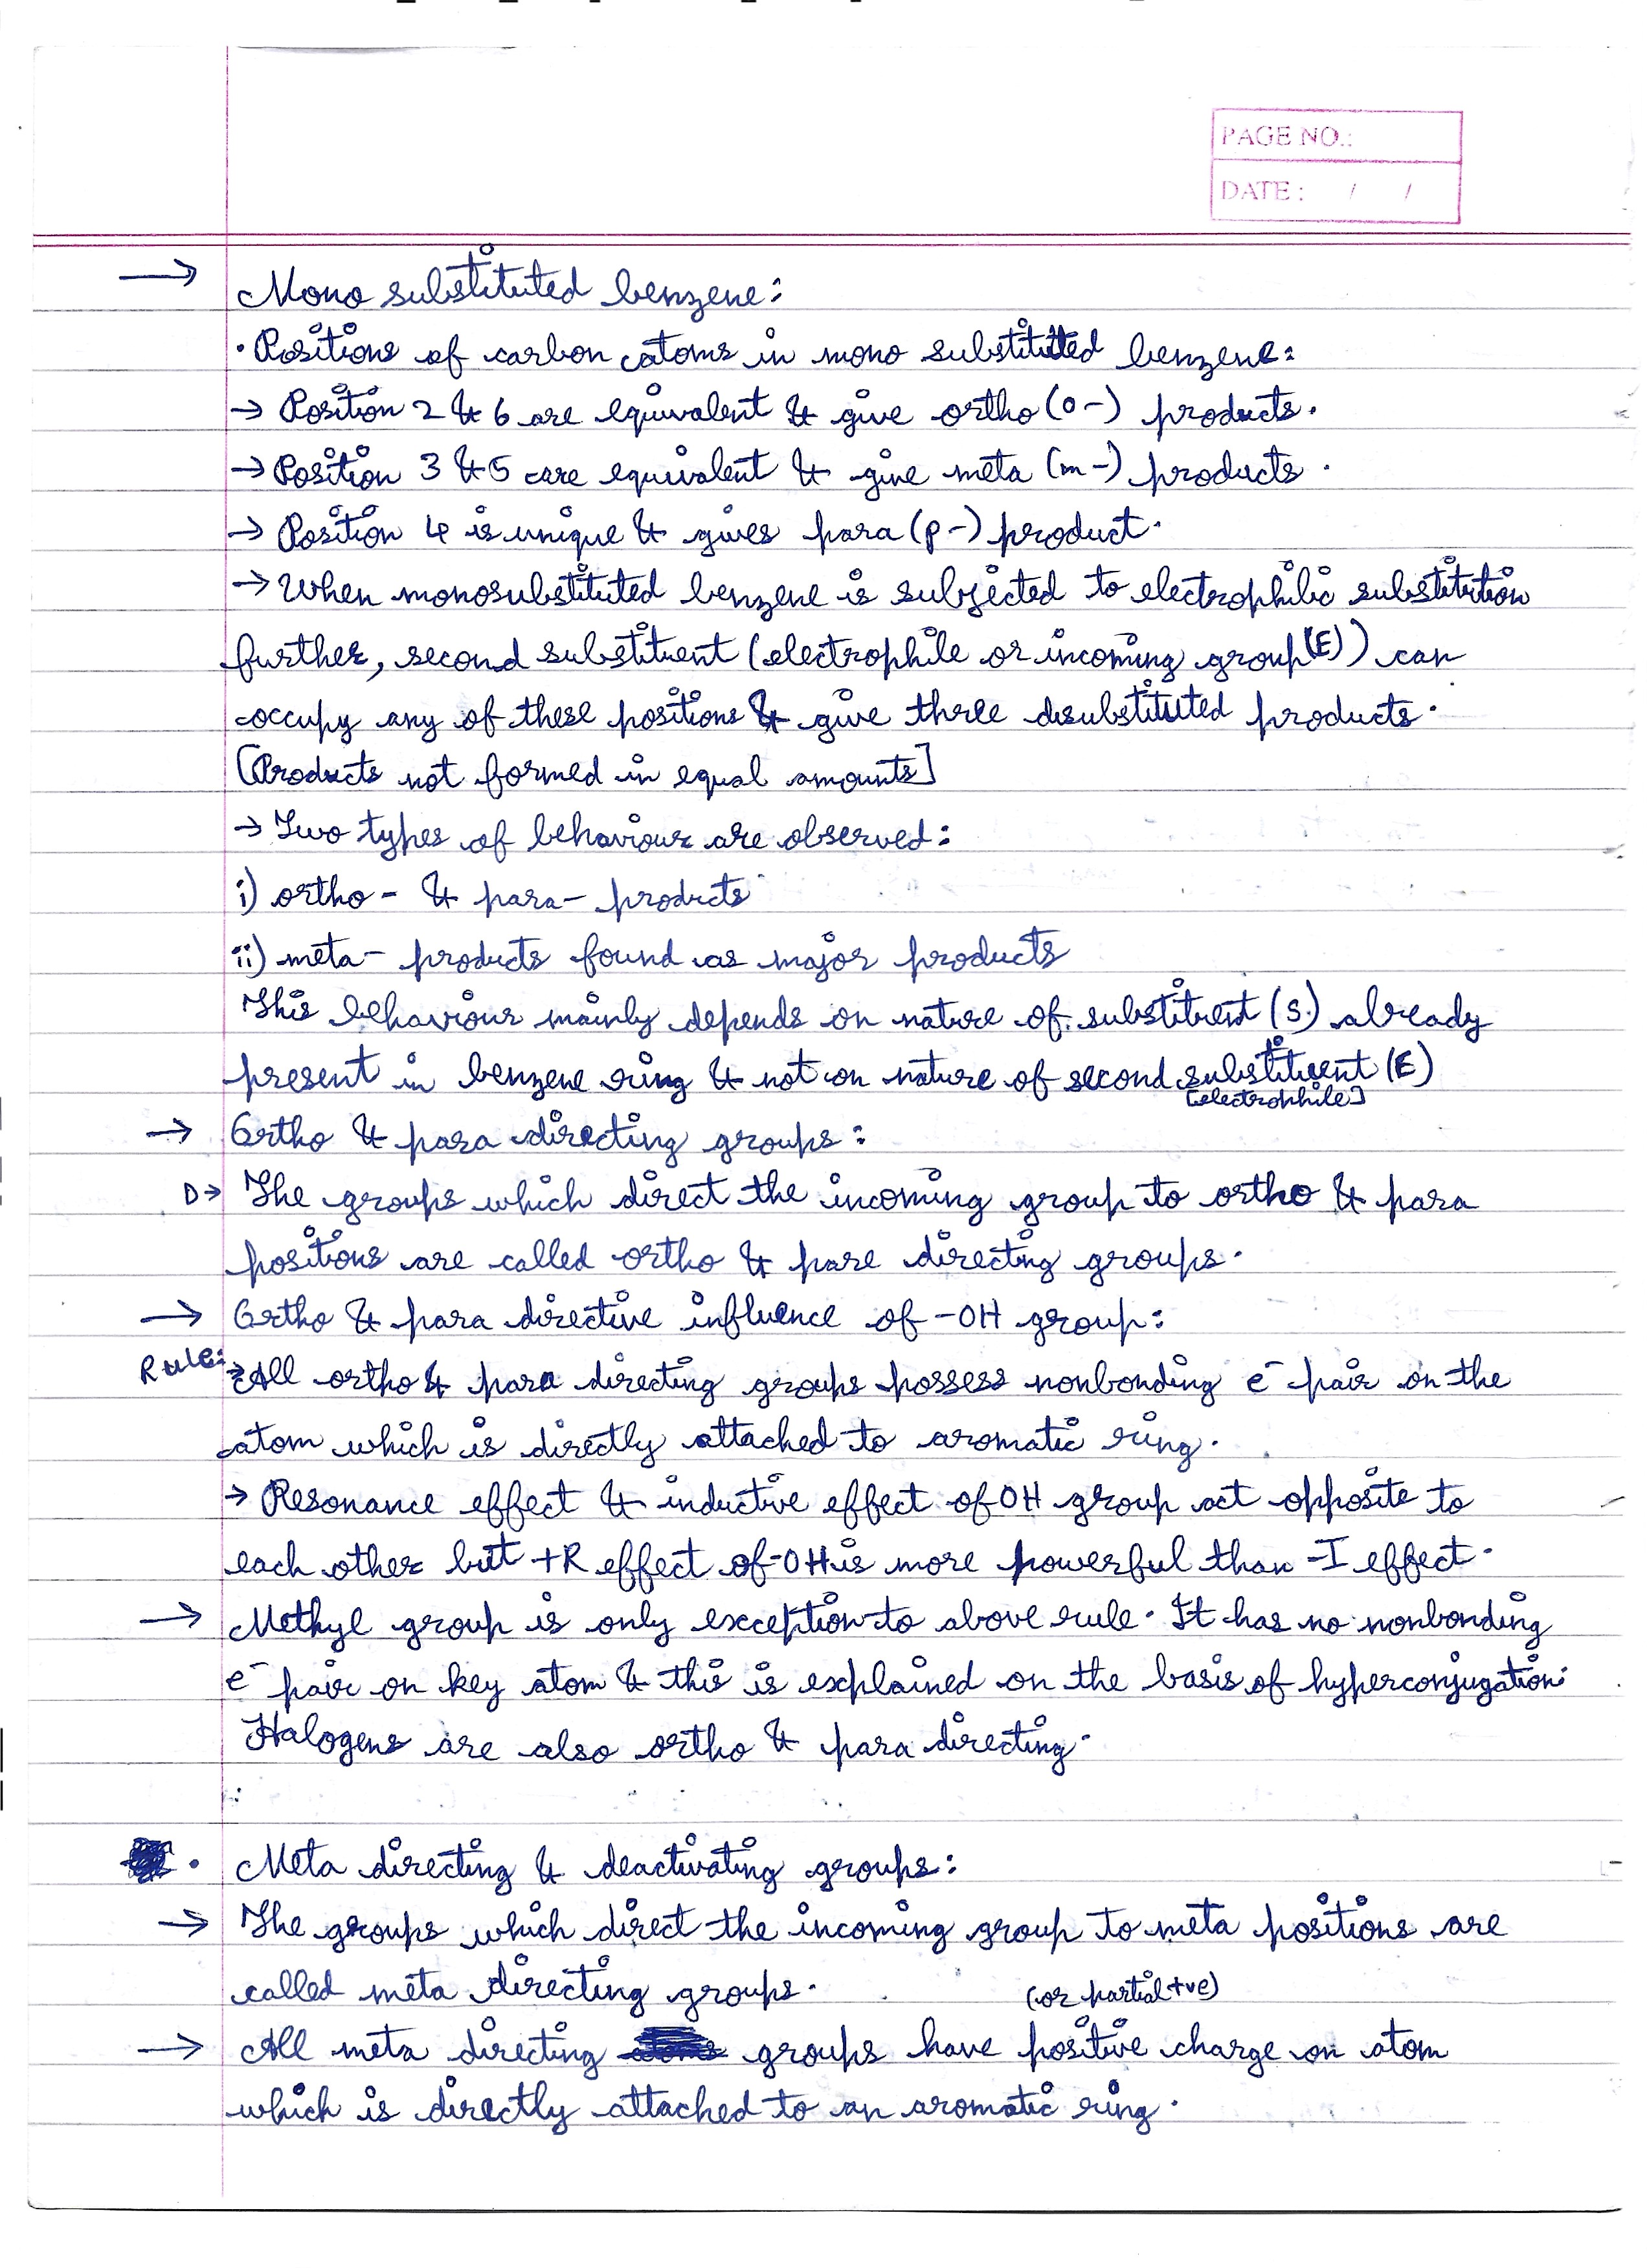 PAGE NO.:
DATE: / /
→ Mono substituted benzene:
• Positions of carbon atoms in mono substituted benzene:
→ Position 2 & 6 are equivalent & give ortho (o-) products.
→ Position 3 & 5 are equivalent & give meta (m-) products.
→ Position 4 is unique & gives para (p-) product.
→ When monosubstituted benzene is subjected to electrophilic substitution
further, second substituent (electrophile or incoming group (E)) can
occupy any of these positions & give three disubstituted products.
[Products not formed in equal amounts]
→ Two types of behaviour are observed:
i) ortho- & para- products
ii) meta- products found as major products
This behaviour mainly depends on nature of substituent (S) already
present in benzene ring & not on nature of second substituent (E)
[electrophile]
→ Ortho & para directing groups:
D→ The groups which direct the incoming group to ortho & para
positions are called ortho & pare directing groups.
→ Ortho & para directive influence of -OH group:
Rule: → All ortho & para directing groups possess nonbonding e⁻ pair on the
atom which is directly attached to aromatic ring.
→ Resonance effect & inductive effect of OH group act opposite to
each other but +R effect of -OH is more powerful than -I effect.
→ Methyl group is only exception to above rule. It has no nonbonding
e⁻ pair on key atom & this is explained on the basis of hyperconjugation.
Halogens are also ortho & para directing.
• Meta directing & deactivating groups:
→ The groups which direct the incoming group to meta positions are
called meta directing groups.
(or partial +ve)
→ All meta directing groups have positive charge on atom
which is directly attached to an aromatic ring.